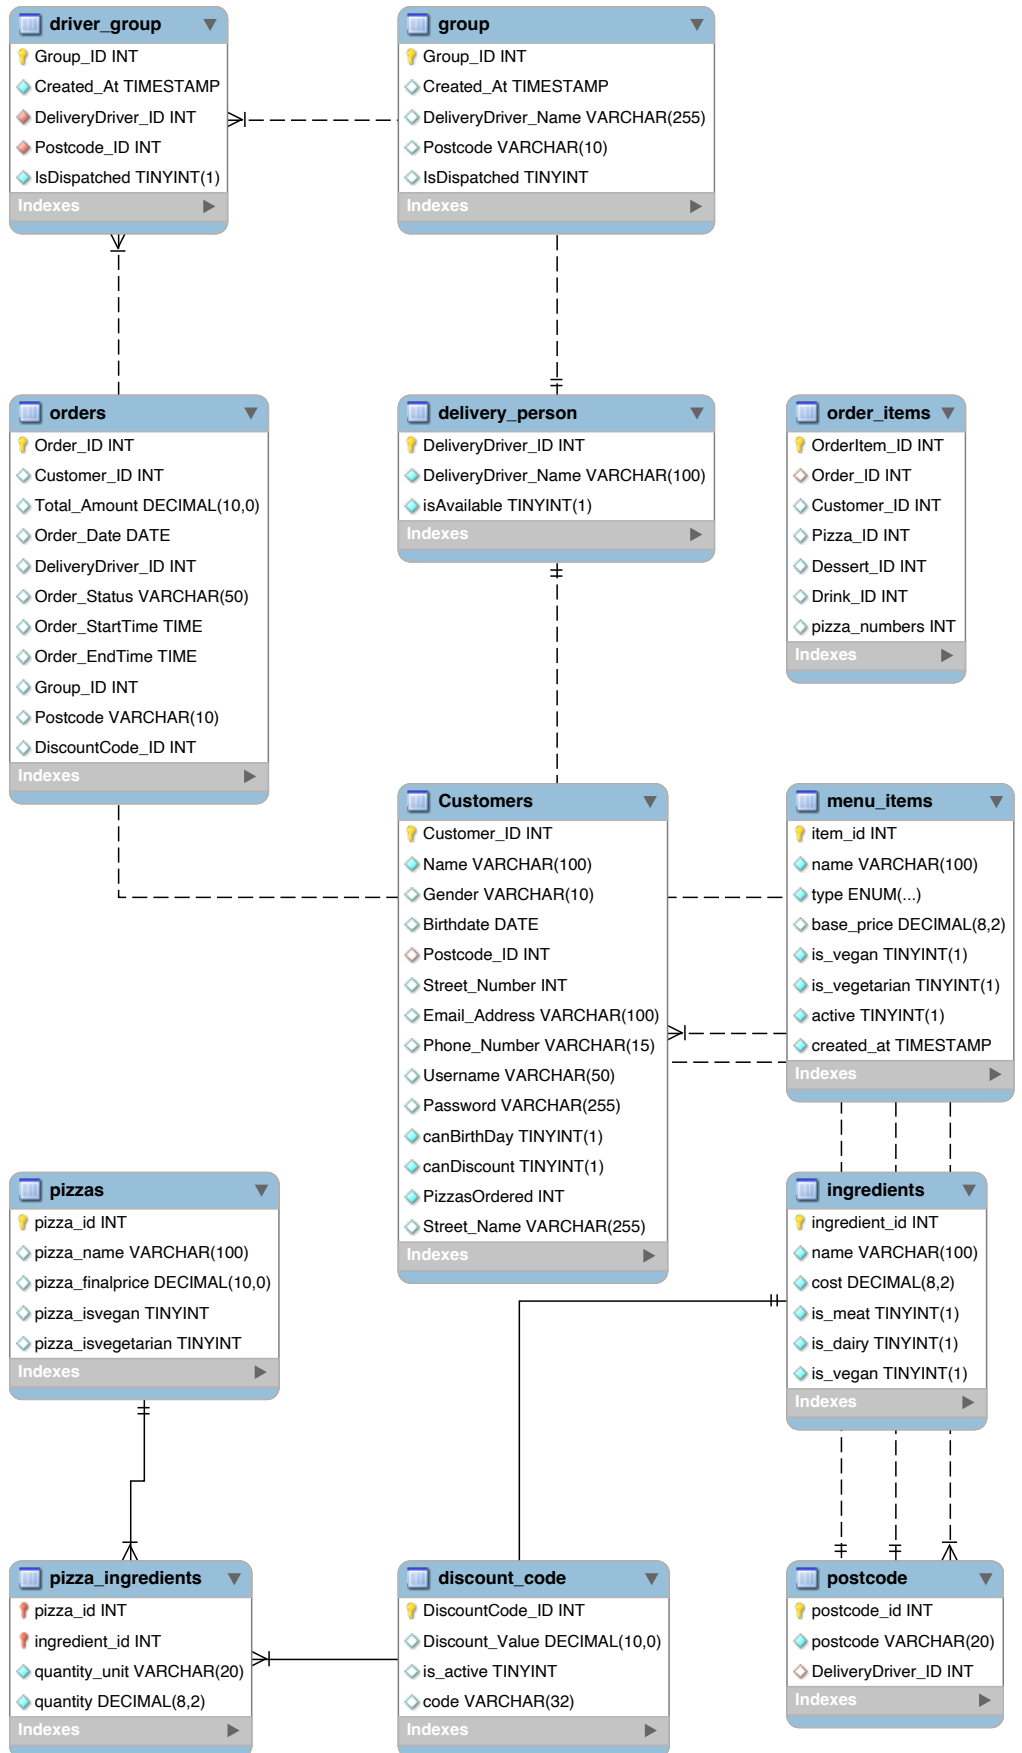 driver_group
Group_ID INT
Created_At TIMESTAMP
DeliveryDriver_ID INT
Postcode_ID INT
IsDispatched TINYINT(1)
Indexes
group
Group_ID INT
Created_At TIMESTAMP
DeliveryDriver_Name VARCHAR(255)
Postcode VARCHAR(10)
IsDispatched TINYINT
Indexes
orders
Order_ID INT
Customer_ID INT
Total_Amount DECIMAL(10,0)
Order_Date DATE
DeliveryDriver_ID INT
Order_Status VARCHAR(50)
Order_StartTime TIME
Order_EndTime TIME
Group_ID INT
Postcode VARCHAR(10)
DiscountCode_ID INT
Indexes
delivery_person
DeliveryDriver_ID INT
DeliveryDriver_Name VARCHAR(100)
isAvailable TINYINT(1)
Indexes
order_items
OrderItem_ID INT
Order_ID INT
Customer_ID INT
Pizza_ID INT
Dessert_ID INT
Drink_ID INT
pizza_numbers INT
Indexes
Customers
Customer_ID INT
Name VARCHAR(100)
Gender VARCHAR(10)
Birthdate DATE
Postcode_ID INT
Street_Number INT
Email_Address VARCHAR(100)
Phone_Number VARCHAR(15)
Username VARCHAR(50)
Password VARCHAR(255)
canBirthDay TINYINT(1)
canDiscount TINYINT(1)
PizzasOrdered INT
Street_Name VARCHAR(255)
Indexes
menu_items
item_id INT
name VARCHAR(100)
type ENUM(...)
base_price DECIMAL(8,2)
is_vegan TINYINT(1)
is_vegetarian TINYINT(1)
active TINYINT(1)
created_at TIMESTAMP
Indexes
pizzas
pizza_id INT
pizza_name VARCHAR(100)
pizza_finalprice DECIMAL(10,0)
pizza_isvegan TINYINT
pizza_isvegetarian TINYINT
Indexes
ingredients
ingredient_id INT
name VARCHAR(100)
cost DECIMAL(8,2)
is_meat TINYINT(1)
is_dairy TINYINT(1)
is_vegan TINYINT(1)
Indexes
pizza_ingredients
pizza_id INT
ingredient_id INT
quantity_unit VARCHAR(20)
quantity DECIMAL(8,2)
Indexes
discount_code
DiscountCode_ID INT
Discount_Value DECIMAL(10,0)
is_active TINYINT
code VARCHAR(32)
Indexes
postcode
postcode_id INT
postcode VARCHAR(20)
DeliveryDriver_ID INT
Indexes